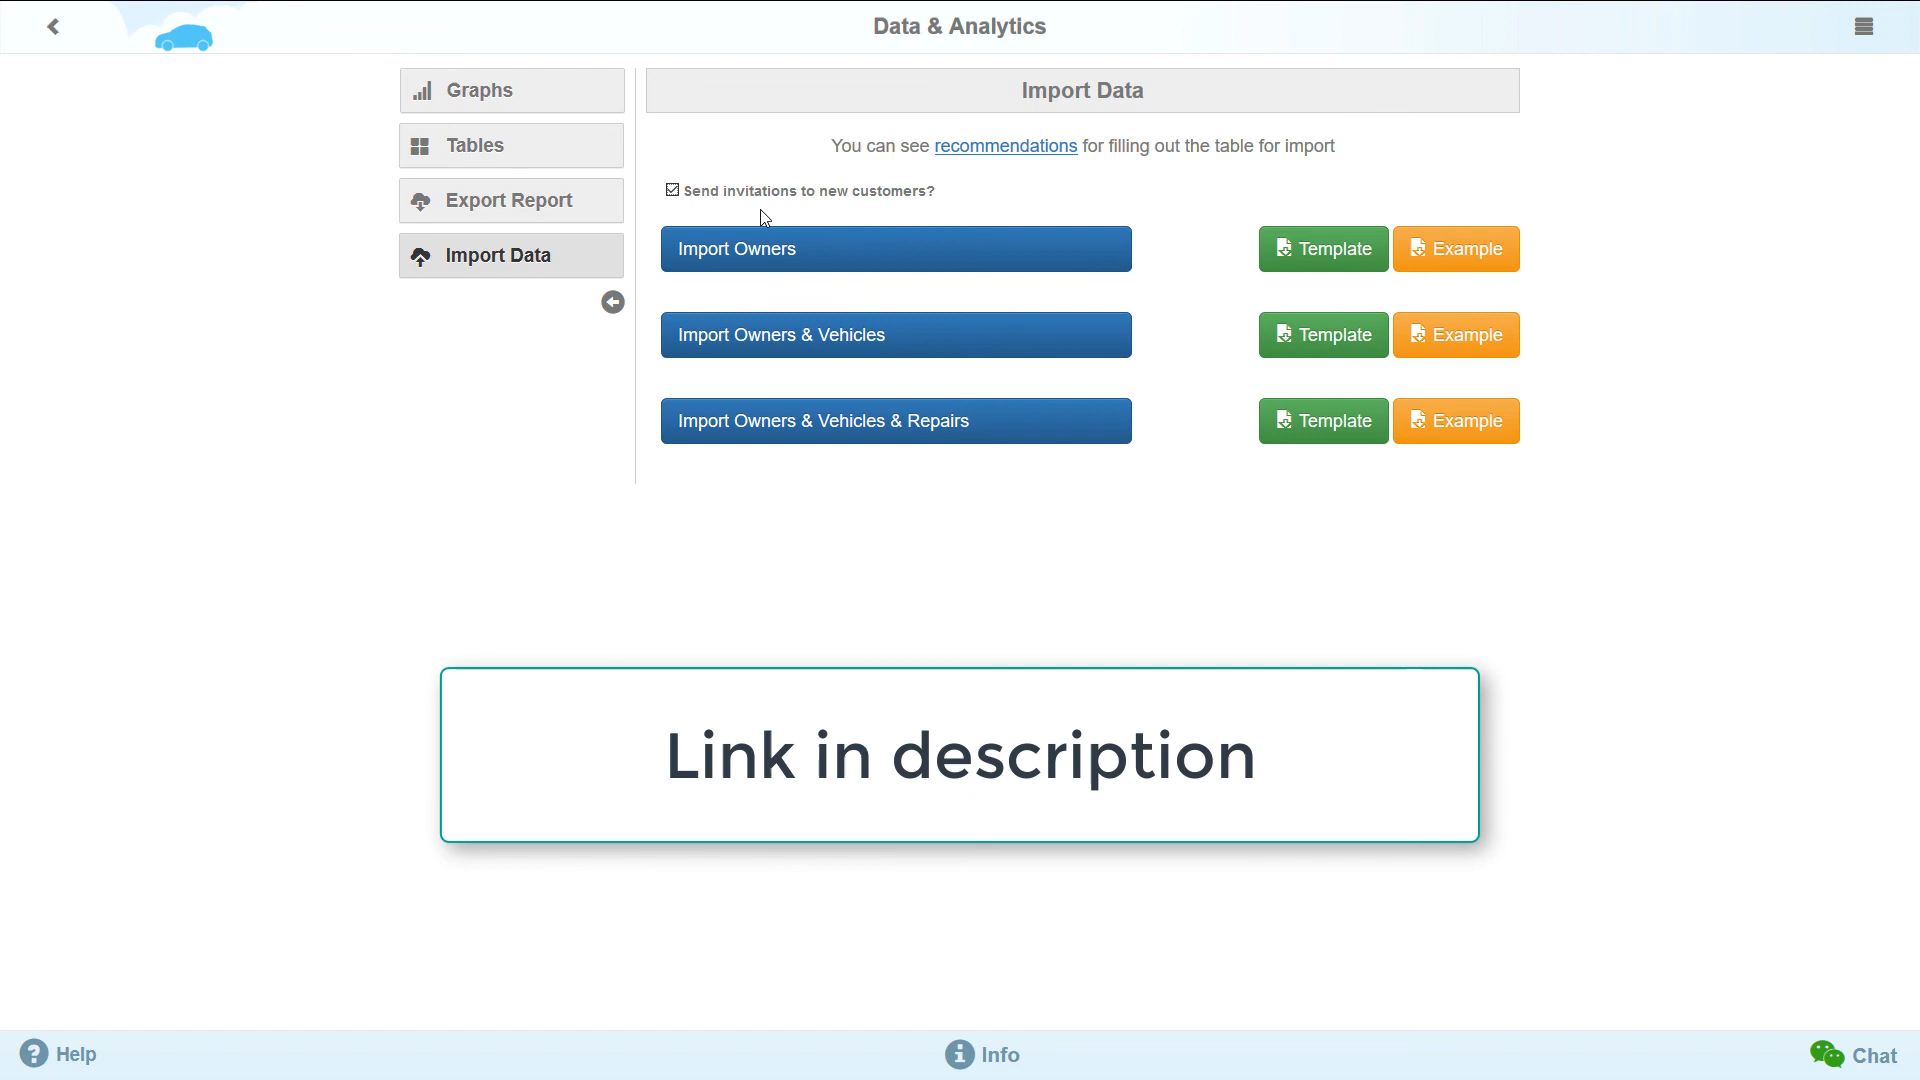 Data & Analytics
Graphs
Tables
Export Report
Import Data
Import Data
You can see recommendations for filling out the table for import
Send invitations to new customers?
Import Owners
Template
Example
Import Owners & Vehicles
Template
Example
Import Owners & Vehicles & Repairs
Template
Example
Link in description
Help
Info
Chat